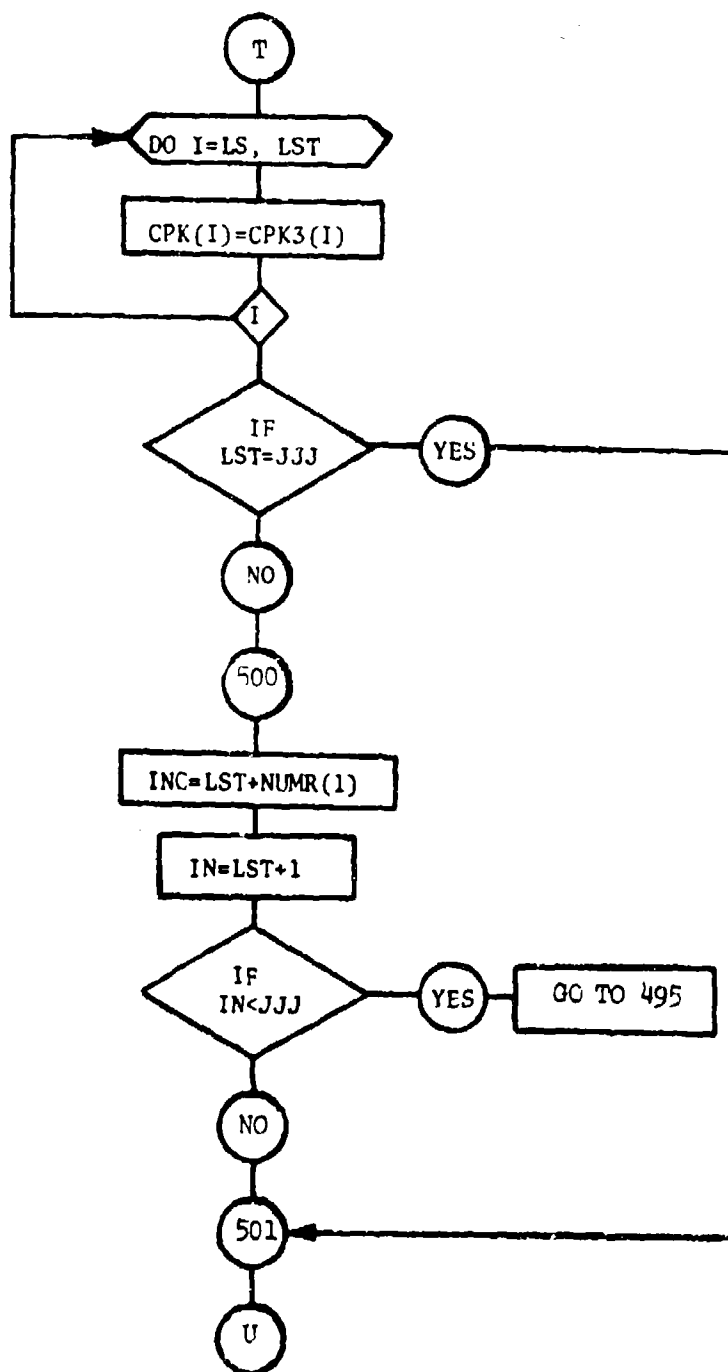 T
DO I=LS, LST
CPK(I)=CPK3(I)
I
IF
LST=JJJ
YES
NO
500
INC=LST+NUMR(1)
IN=LST+1
IF
IN<JJJ
YES
GO TO 495
NO
501
U